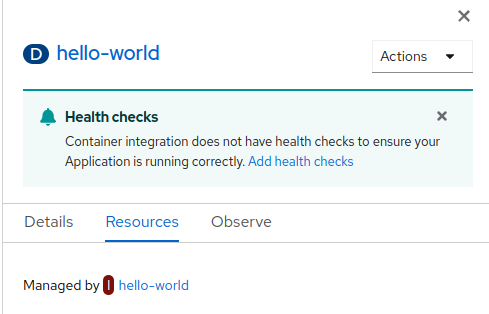 D hello-world
Actions
Health checks
Container integration does not have health checks to ensure your
Application is running correctly. Add health checks
Details Resources Observe
Managed by I hello-world